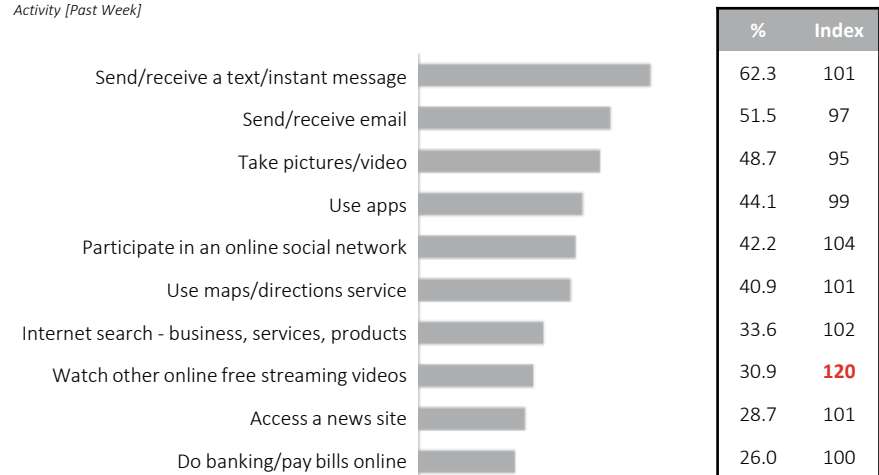 Activity [Past Week]
% Index
Send/receive a text/instant message 62.3 101
Send/receive email 51.5 97
Take pictures/video 48.7 95
Use apps 44.1 99
Participate in an online social network 42.2 104
Use maps/directions service 40.9 101
Internet search - business, services, products 33.6 102
Watch other online free streaming videos 30.9 120
Access a news site 28.7 101
Do banking/pay bills online 26.0 100